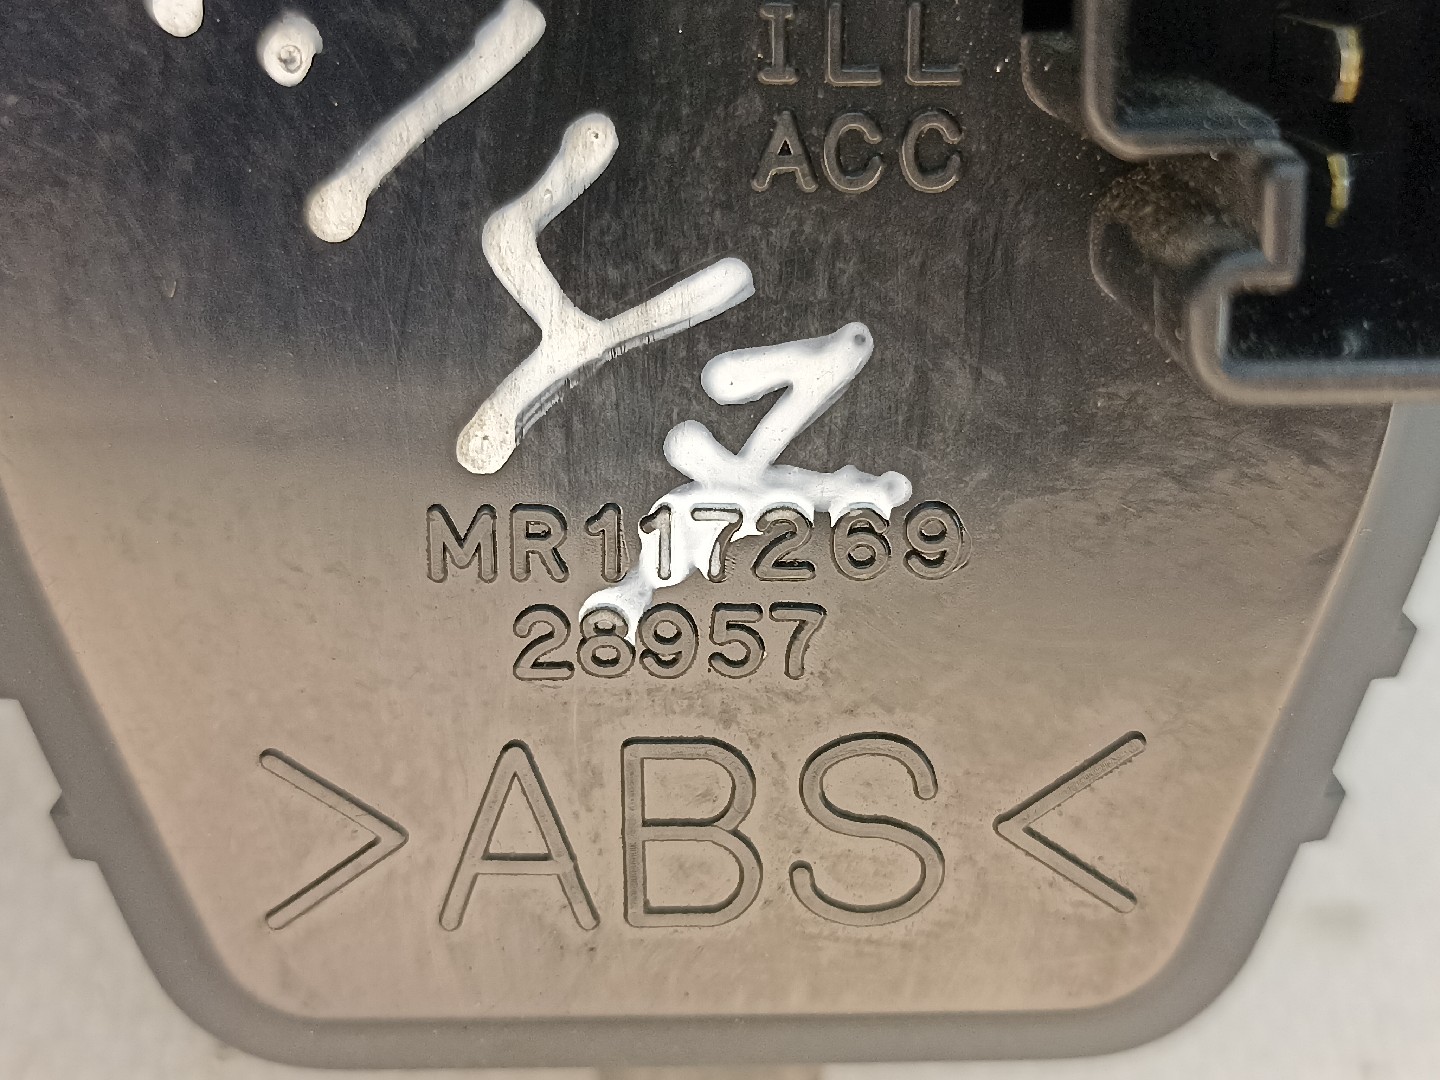 ILL
ACC
MR117269
28957
>ABS<